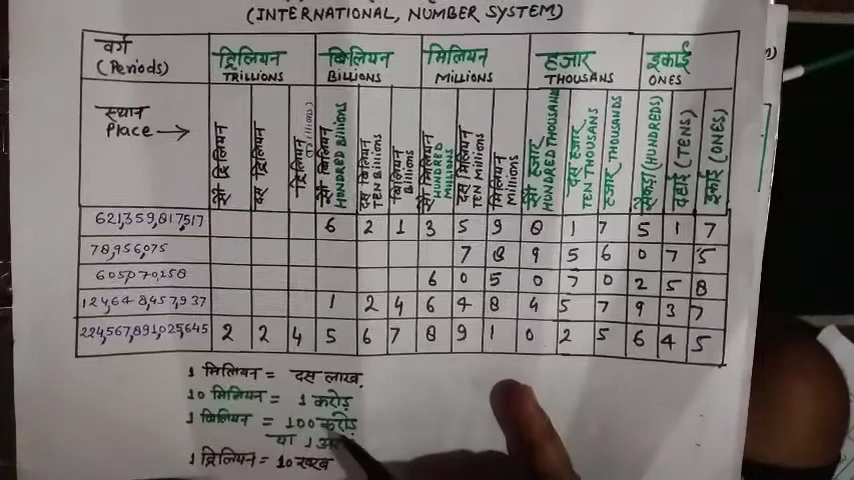 (INTERNATIONAL, NUMBER SYSTEM)
वर्ग ट्रिलियन बिलियन मिलियन हजार इकाई
(Periods) TRILLIONS BILLIONS MILLIONS THOUSANS ONES
स्थान
Place → सौ ट्रिलियन दस ट्रिलियन ट्रिलियन (Trillions) सौ बिलियन HUNDRED Billions दस बिलियन TEN Billions बिलियन Billions सौ मिलियन HUNDRED Millions दस मिलियन TEN Millions मिलियन Millions सौ हजार HUNDRED THOUSANS दस हजार TEN THOUSANS हजार THOUSANDS सैकड़ा (HUNDREDS) दहाई (TENS) इकाई (ONES)
621,359,817,517 6 2 1 3 5 9 8 1 7 5 1 7
78,956,075 7 8 9 5 6 0 7 5
605,070,258 6 0 5 0 7 0 2 5 8
124,648,457,937 1 2 4 6 4 8 4 5 7 9 3 7
224,567,891,025,645 2 2 4 5 6 7 8 9 1 0 2 5 6 4 5
1 मिलियन = दस लाख.
10 मिलियन = 1 करोड़
1 बिलियन = 100 करोड़
या 1
1 ट्रिलियन = 10 खरब